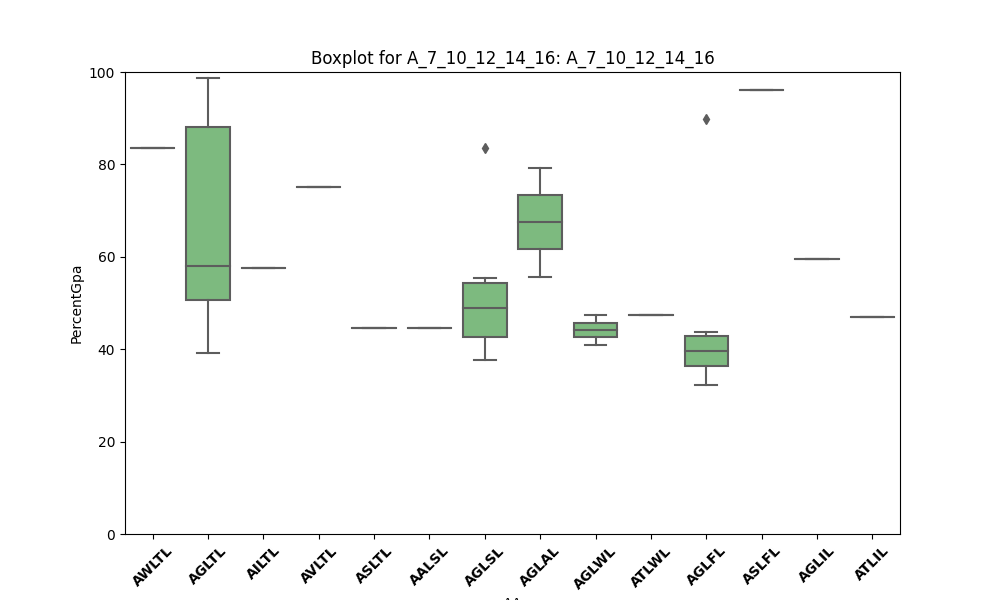 Boxplot for A_7_10_12_14_16: A_7_10_12_14_16
PercentGpa
100
80
60
40
20
0
AWLTL
AGLTL
AILTL
AVLTL
ASLTL
AALSL
AGLSL
AGLAL
AGLWL
ATLWL
AGLFL
ASLFL
AGLIL
ATLIL